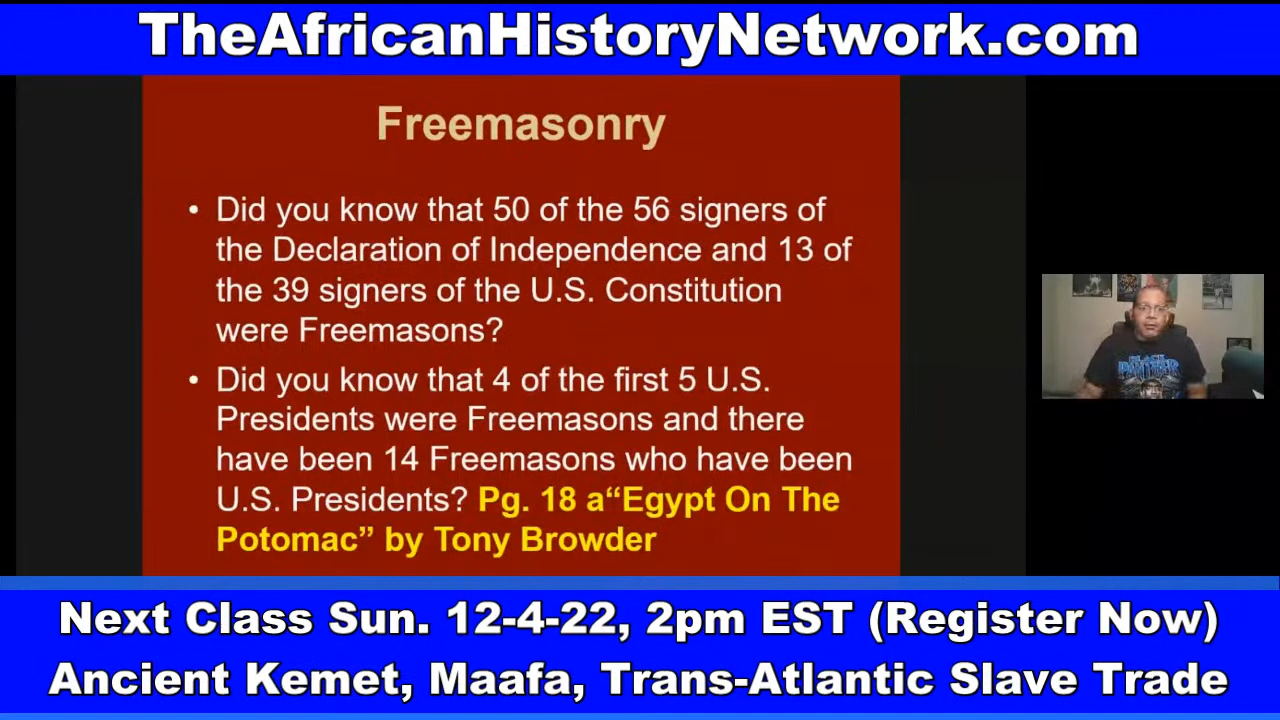 TheAfricanHistoryNetwork.com
Freemasonry
• Did you know that 50 of the 56 signers of
the Declaration of Independence and 13 of
the 39 signers of the U.S. Constitution
were Freemasons?
• Did you know that 4 of the first 5 U.S.
Presidents were Freemasons and there
have been 14 Freemasons who have been
U.S. Presidents? Pg. 18 a“Egypt On The
Potomac” by Tony Browder
BLACK
PANTHER
Next Class Sun. 12-4-22, 2pm EST (Register Now)
Ancient Kemet, Maafa, Trans-Atlantic Slave Trade